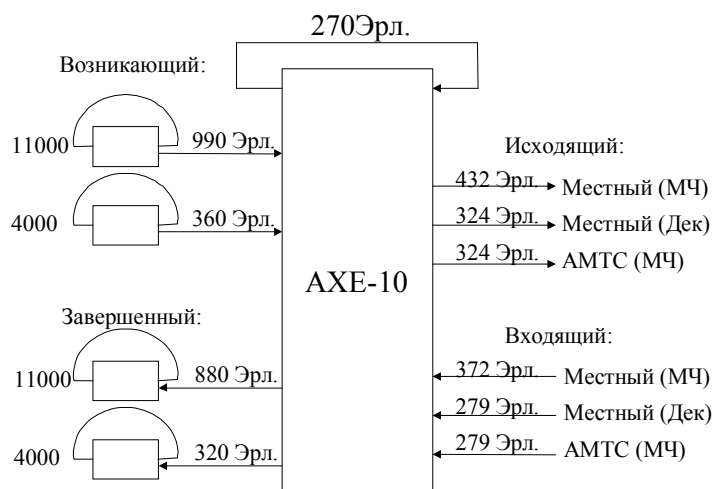 270Эрл.
Возникающий:
11000
990 Эрл.
4000
360 Эрл.
Завершенный:
11000
880 Эрл.
4000
320 Эрл.
АХЕ-10
Исходящий:
432 Эрл.
Местный (МЧ)
324 Эрл.
Местный (Дек)
324 Эрл.
АМТС (МЧ)
Входящий:
372 Эрл.
Местный (МЧ)
279 Эрл.
Местный (Дек)
279 Эрл.
АМТС (МЧ)